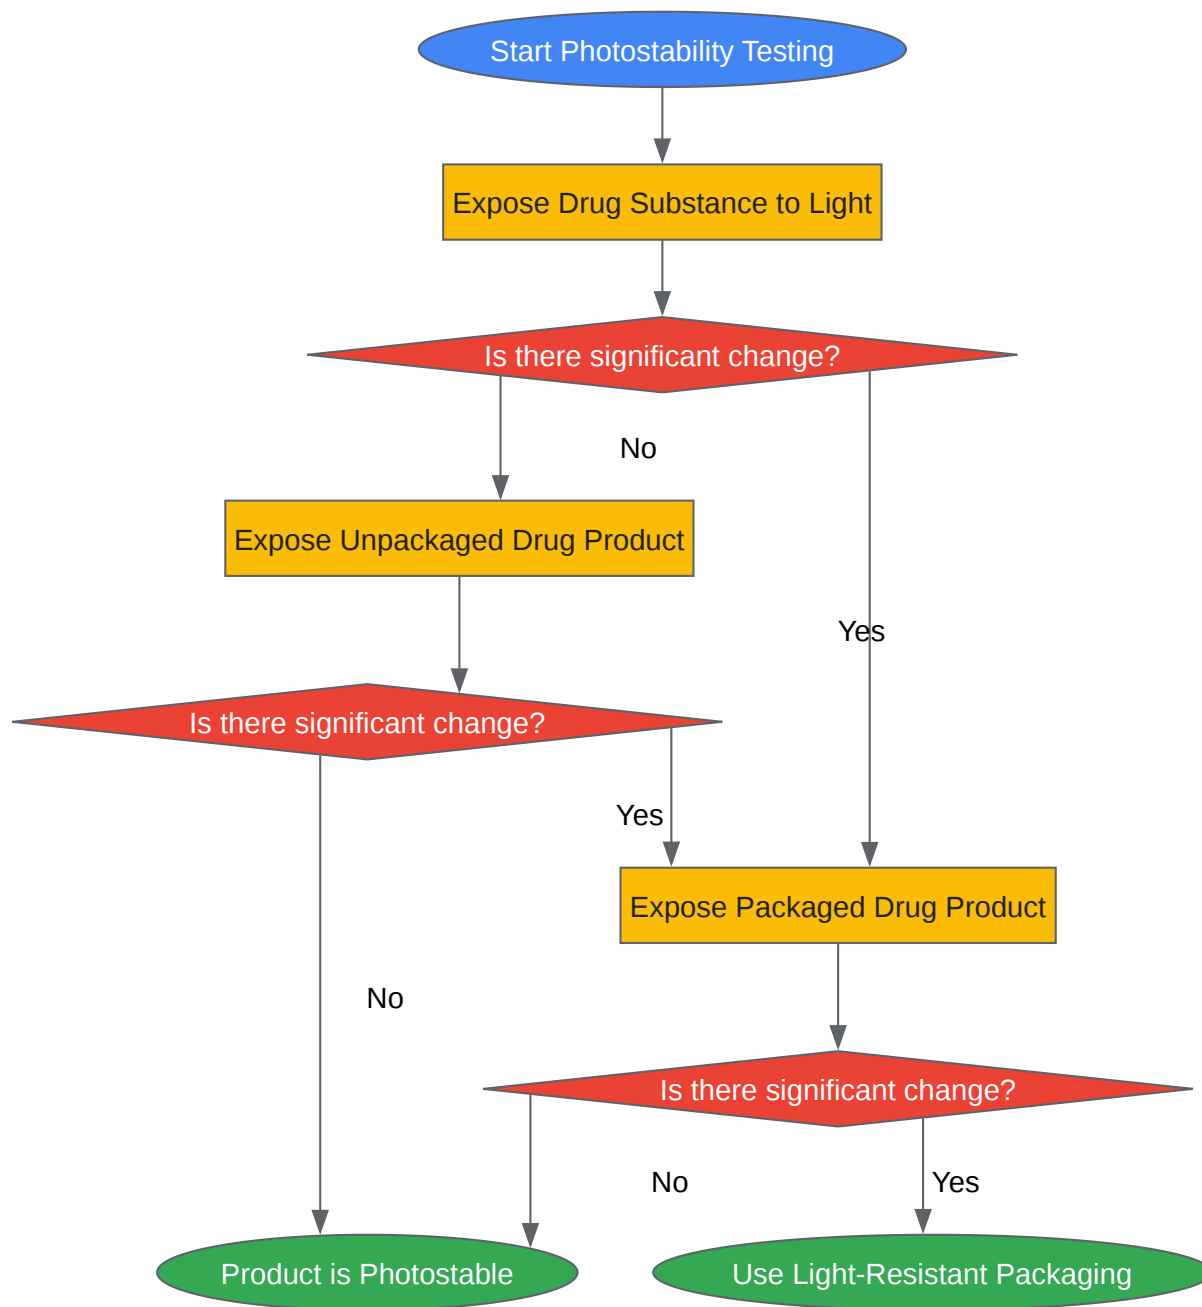 Start Photostability Testing
Expose Drug Substance to Light
Is there significant change?
No
Expose Unpackaged Drug Product
Yes
Is there significant change?
Yes
Expose Packaged Drug Product
No
Is there significant change?
No
Yes
Product is Photostable
Use Light-Resistant Packaging